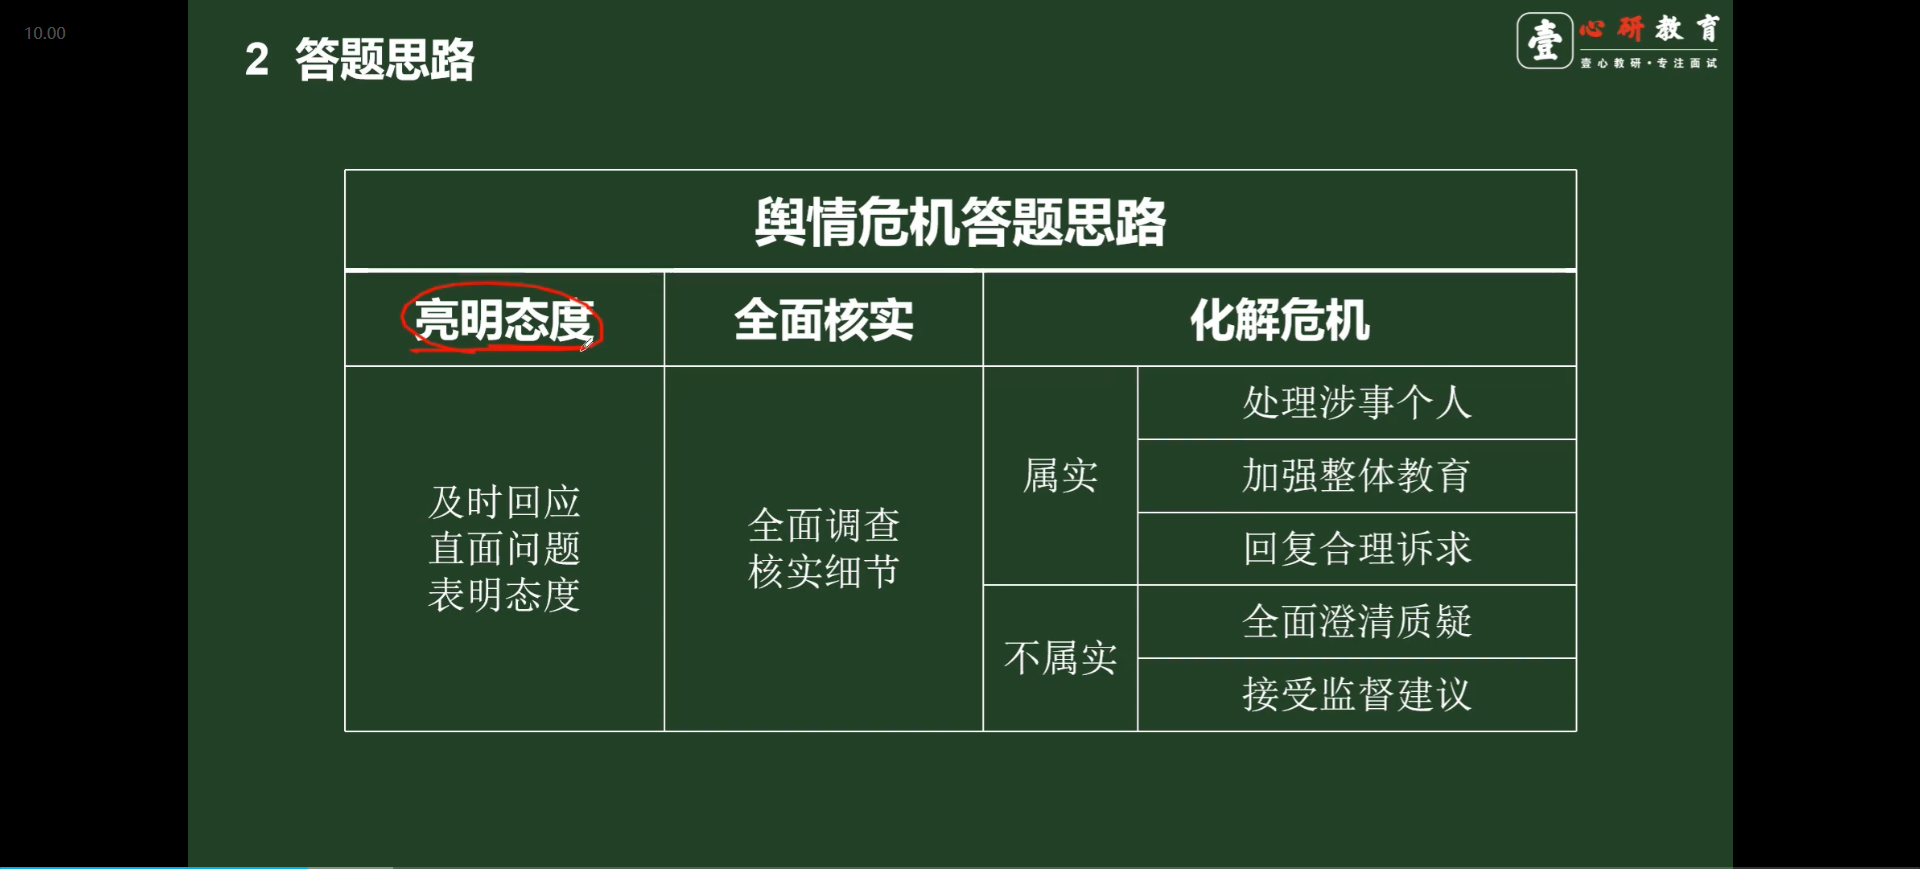 10.00
2 答题思路
壹 心研教育
壹心教研•专注面试
舆情危机答题思路
亮明态度
全面核实
化解危机
及时回应
直面问题
表明态度
全面调查
核实细节
属实
处理涉事个人
加强整体教育
回复合理诉求
不属实
全面澄清质疑
接受监督建议